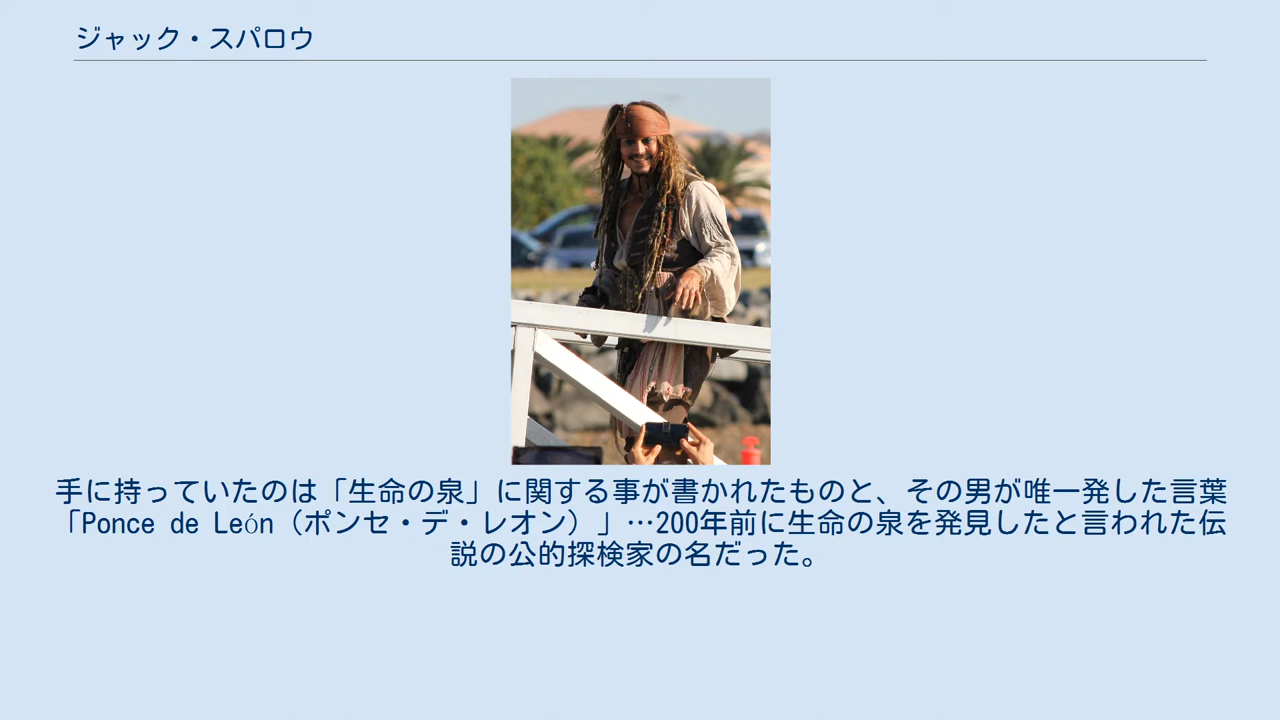 ジャック・スパロウ
手に持っていたのは「生命の泉」に関する事が書かれたものと、その男が唯一発した言葉
「Ponce de León（ポンセ・デ・レオン）」…200年前に生命の泉を発見したと言われた伝
説の公的探検家の名だった。